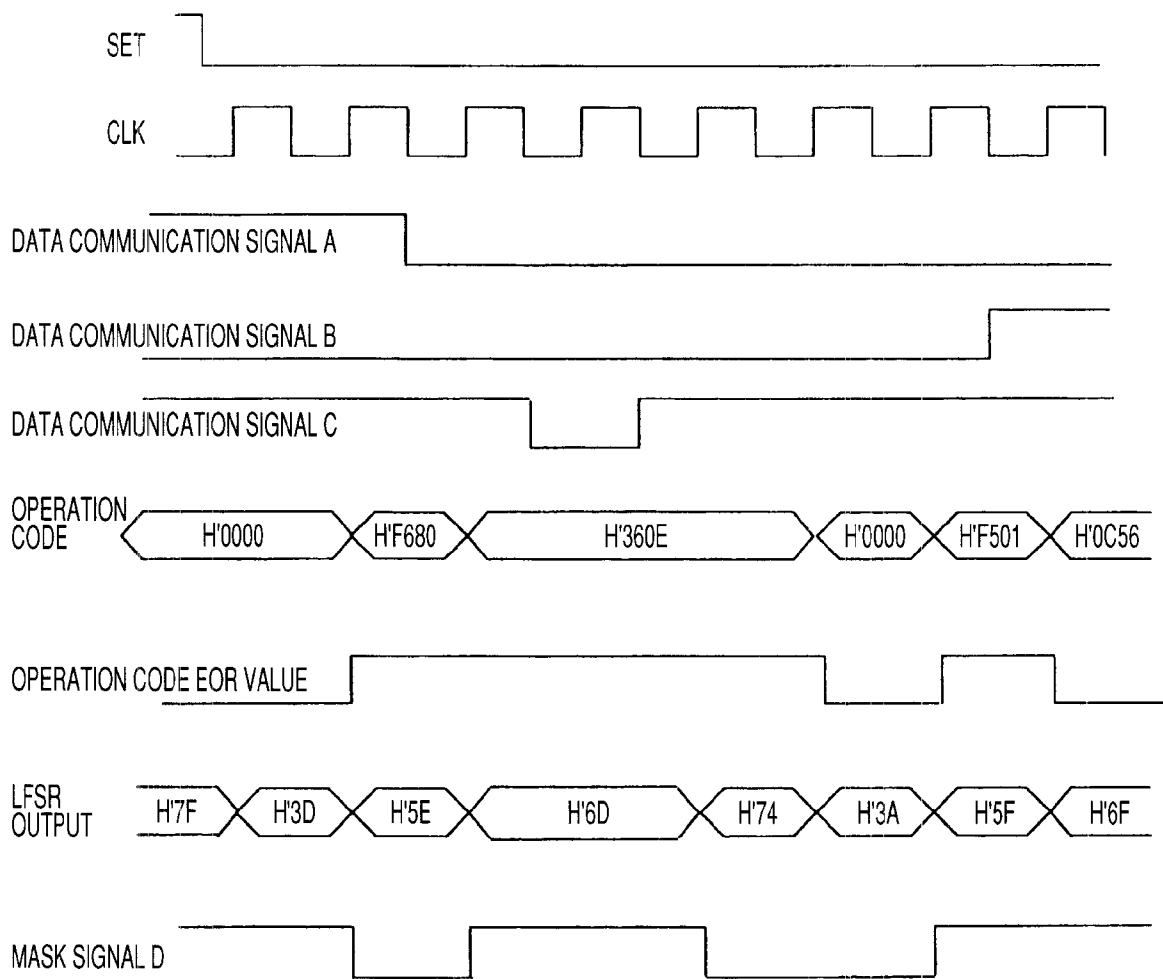 SET
CLK
DATA COMMUNICATION SIGNAL A
DATA COMMUNICATION SIGNAL B
DATA COMMUNICATION SIGNAL C
OPERATION
CODE
H'0000 H'F680 H'360E H'0000 H'F501 H'0C56
OPERATION CODE EOR VALUE
LFSR
OUTPUT
H'7F H'3D H'5E H'6D H'74 H'3A H'5F H'6F
MASK SIGNAL D